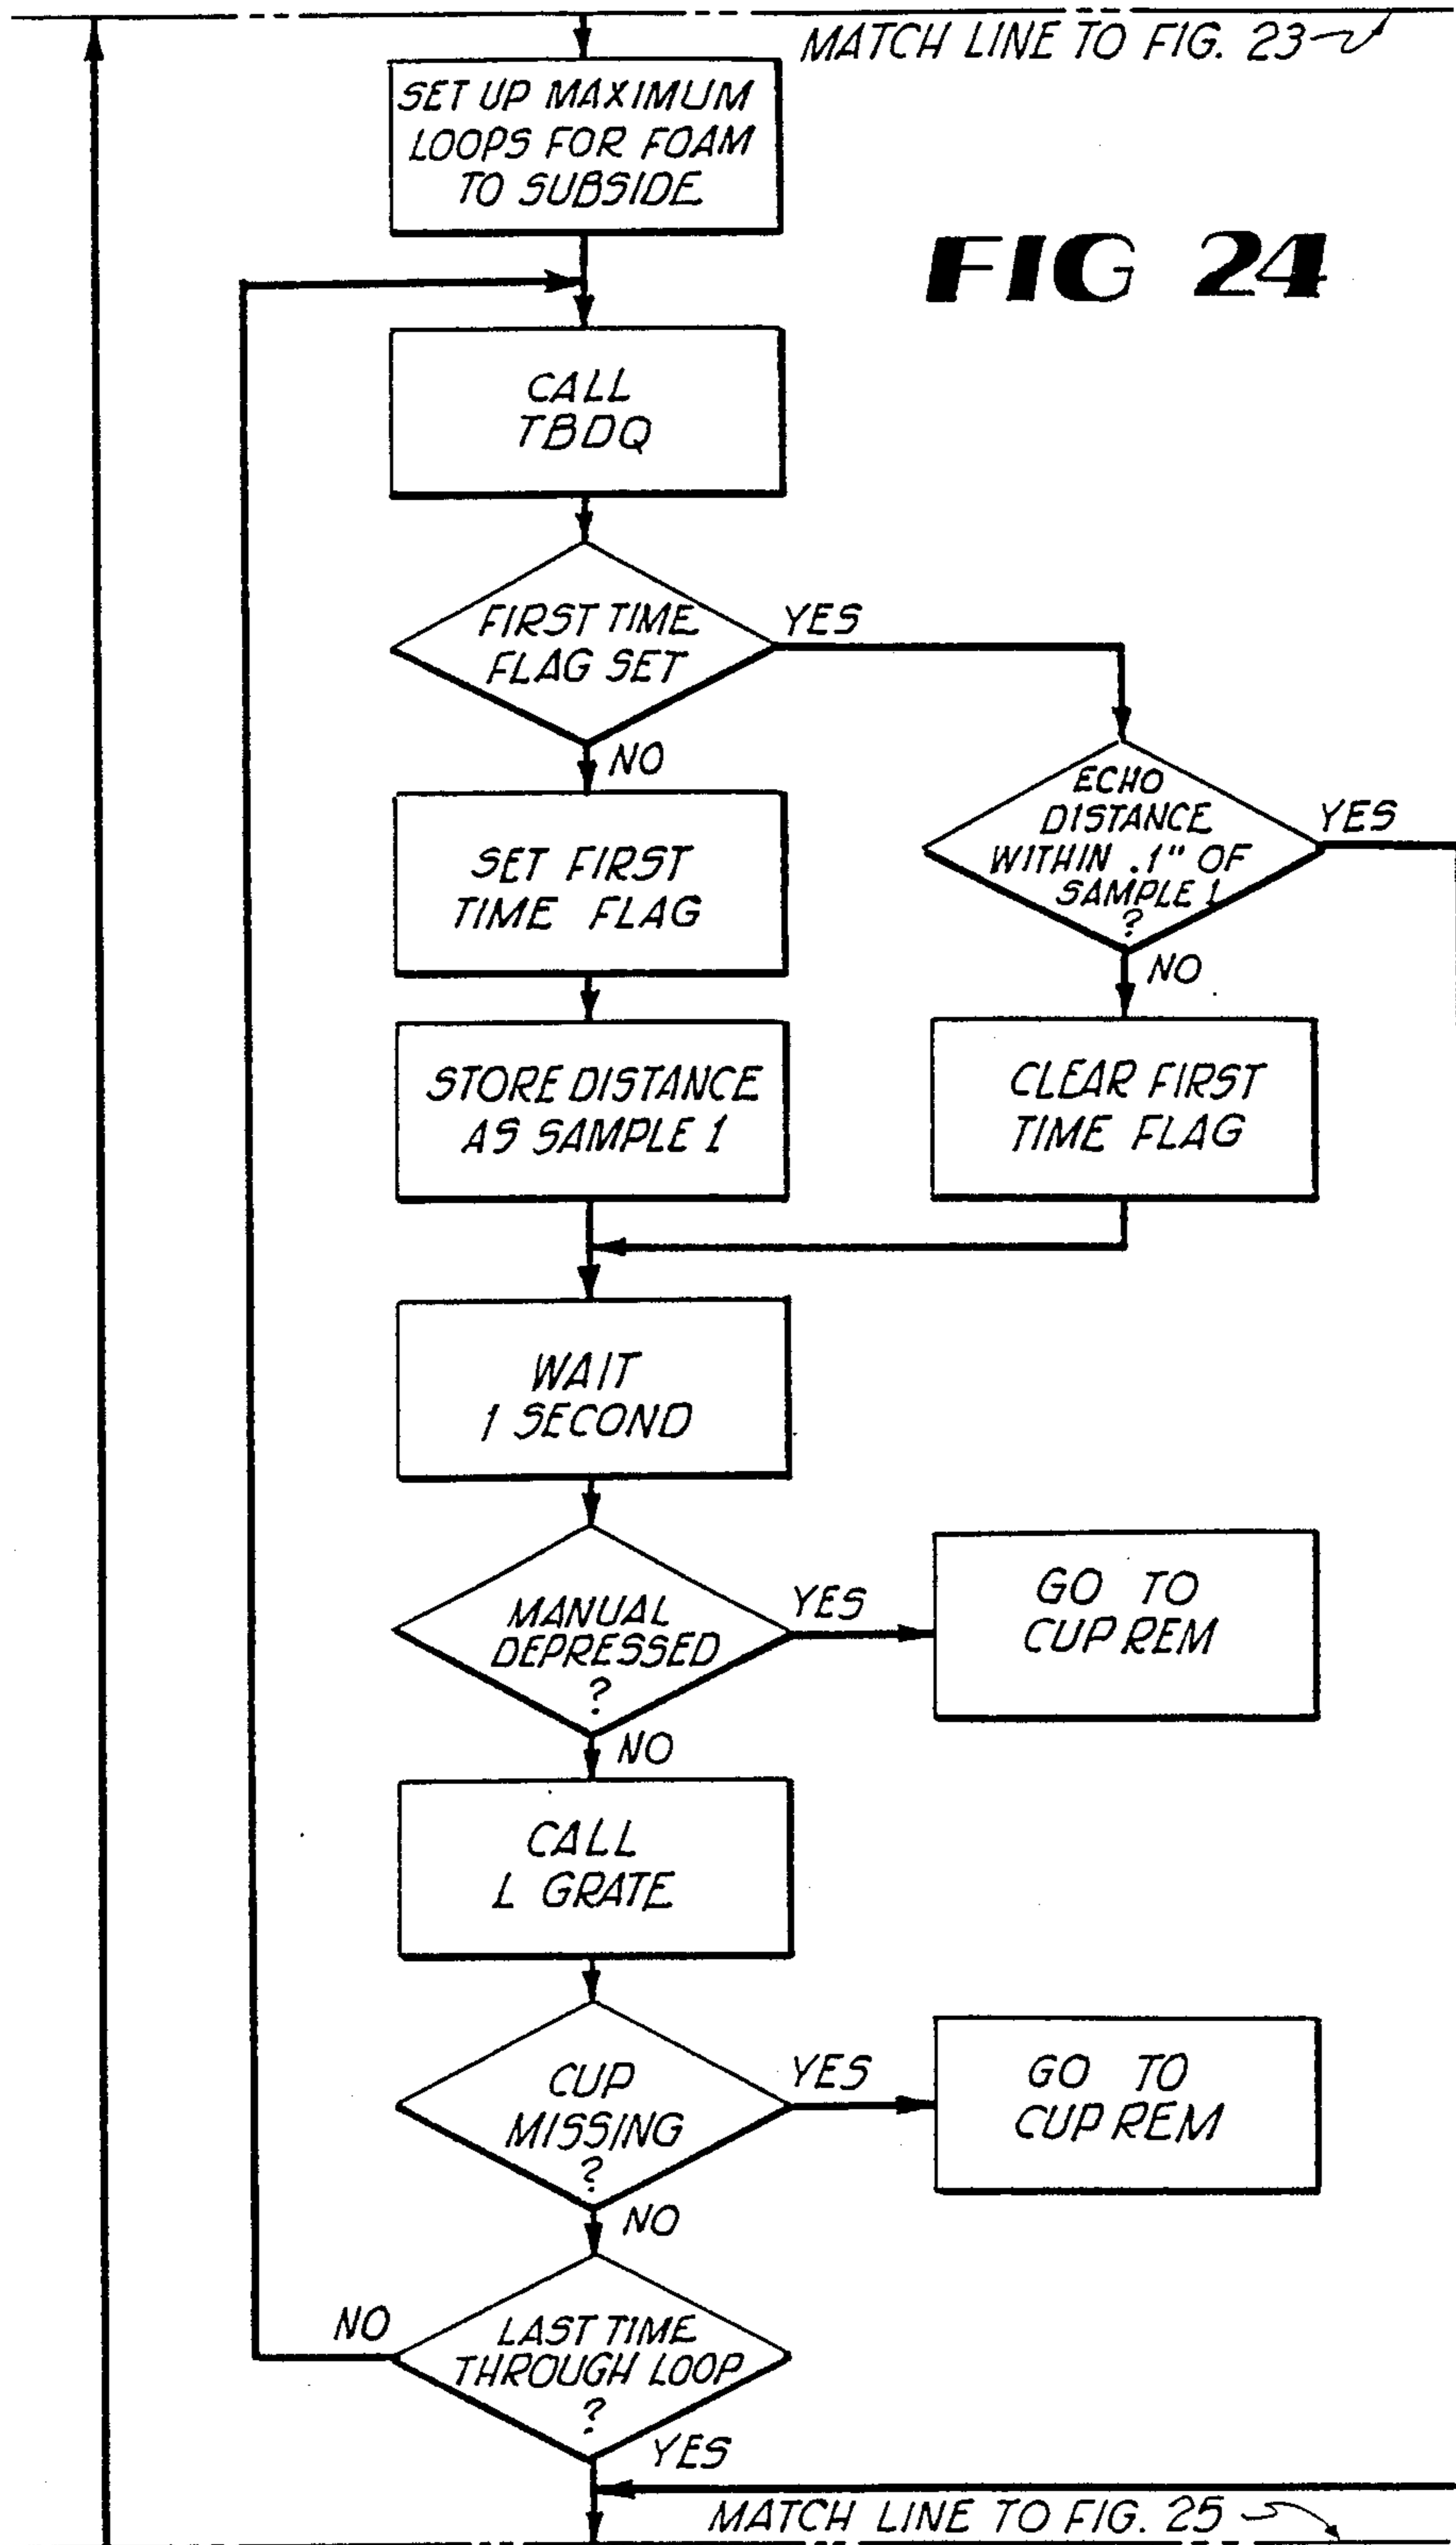 MATCH LINE TO FIG. 23
SET UP MAXIMUM
LOOPS FOR FOAM
TO SUBSIDE
FIG 24
CALL
TBDQ
FIRST TIME
FLAG SET
YES
NO
ECHO
DISTANCE
WITHIN .1" OF
SAMPLE 1
?
YES
NO
SET FIRST
TIME FLAG
STORE DISTANCE
AS SAMPLE 1
CLEAR FIRST
TIME FLAG
WAIT
1 SECOND
MANUAL
DEPRESSED
?
YES
GO TO
CUP REM
NO
CALL
L GRATE
CUP
MISSING
?
YES
GO TO
CUP REM
NO
LAST TIME
THROUGH LOOP
?
NO
YES
MATCH LINE TO FIG. 25